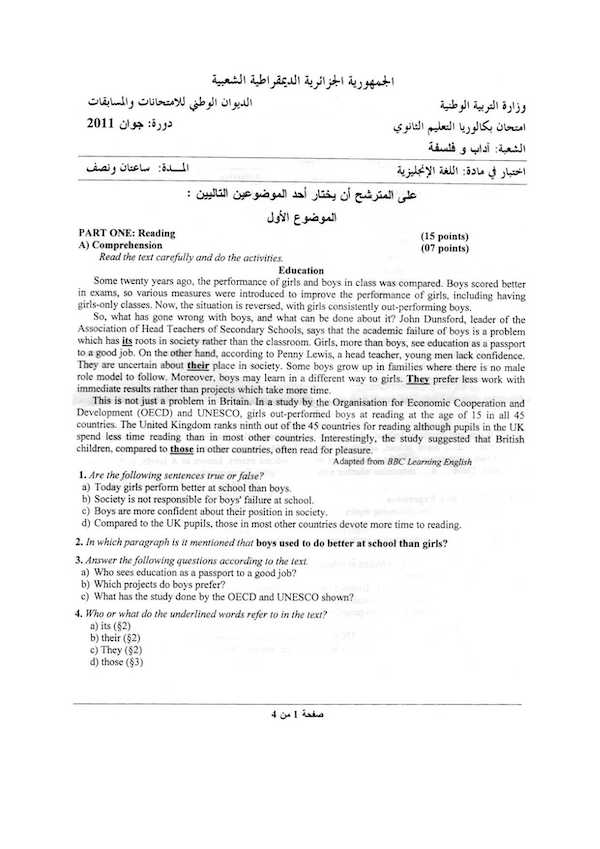 الجمهورية الجزائرية الديمقراطية الشعبية
وزارة التربية الوطنية الديوان الوطني للامتحانات والمسابقات
امتحان بكالوريا التعليم الثانوي دورة: جوان 2011
الشعبة: آداب و فلسفة
اختبار في مادة: اللغة الإنجليزية المـدة: ساعتان ونصف
على المترشح أن يختار أحد الموضوعين التاليين :
الموضوع الأول
PART ONE: Reading (15 points)
A) Comprehension (07 points)
Read the text carefully and do the activities.
Education
Some twenty years ago, the performance of girls and boys in class was compared. Boys scored better
in exams, so various measures were introduced to improve the performance of girls, including having
girls-only classes. Now, the situation is reversed, with girls consistently out-performing boys.
So, what has gone wrong with boys, and what can be done about it? John Dunsford, leader of the
Association of Head Teachers of Secondary Schools, says that the academic failure of boys is a problem
which has its roots in society rather than the classroom. Girls, more than boys, see education as a passport
to a good job. On the other hand, according to Penny Lewis, a head teacher, young men lack confidence.
They are uncertain about their place in society. Some boys grow up in families where there is no male
role model to follow. Moreover, boys may learn in a different way to girls. They prefer less work with
immediate results rather than projects which take more time.
This is not just a problem in Britain. In a study by the Organisation for Economic Cooperation and
Development (OECD) and UNESCO, girls out-performed boys at reading at the age of 15 in all 45
countries. The United Kingdom ranks ninth out of the 45 countries for reading although pupils in the UK
spend less time reading than in most other countries. Interestingly, the study suggested that British
children, compared to those in other countries, often read for pleasure.
Adapted from BBC Learning English
1. Are the following sentences true or false?
a) Today girls perform better at school than boys.
b) Society is not responsible for boys' failure at school.
c) Boys are more confident about their position in society.
d) Compared to the UK pupils, those in most other countries devote more time to reading.
2. In which paragraph is it mentioned that boys used to do better at school than girls?
3. Answer the following questions according to the text.
a) Who sees education as a passport to a good job?
b) Which projects do boys prefer?
c) What has the study done by the OECD and UNESCO shown?
4. Who or what do the underlined words refer to in the text?
a) its (§2)
b) their (§2)
c) They (§2)
d) those (§3)
صفحة 1 من 4